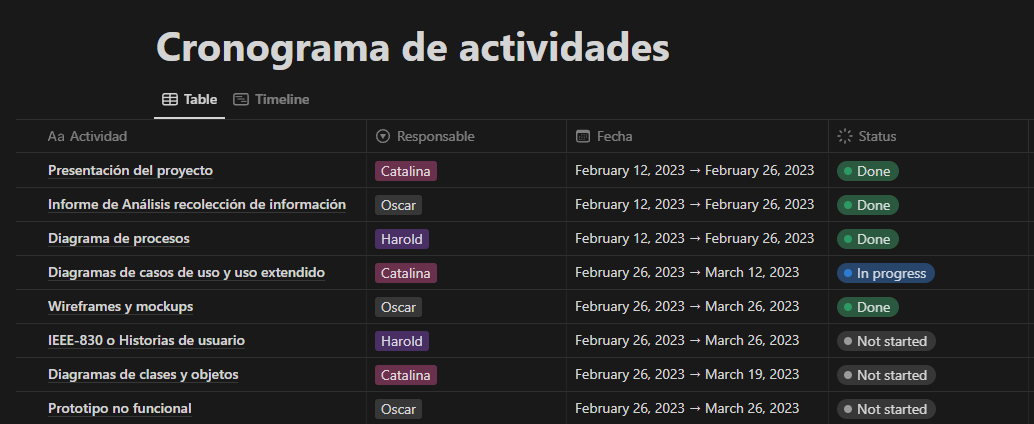 Cronograma de actividades
Table Timeline
Aa Actividad Responsable Fecha Status
Presentación del proyecto Catalina February 12, 2023 → February 26, 2023 Done
Informe de Análisis recolección de información Oscar February 12, 2023 → February 26, 2023 Done
Diagrama de procesos Harold February 12, 2023 → February 26, 2023 Done
Diagramas de casos de uso y uso extendido Catalina February 26, 2023 → March 12, 2023 In progress
Wireframes y mockups Oscar February 26, 2023 → March 26, 2023 Done
IEEE-830 o Historias de usuario Harold February 26, 2023 → March 26, 2023 Not started
Diagramas de clases y objetos Catalina February 26, 2023 → March 19, 2023 Not started
Prototipo no funcional Oscar February 26, 2023 → March 26, 2023 Not started